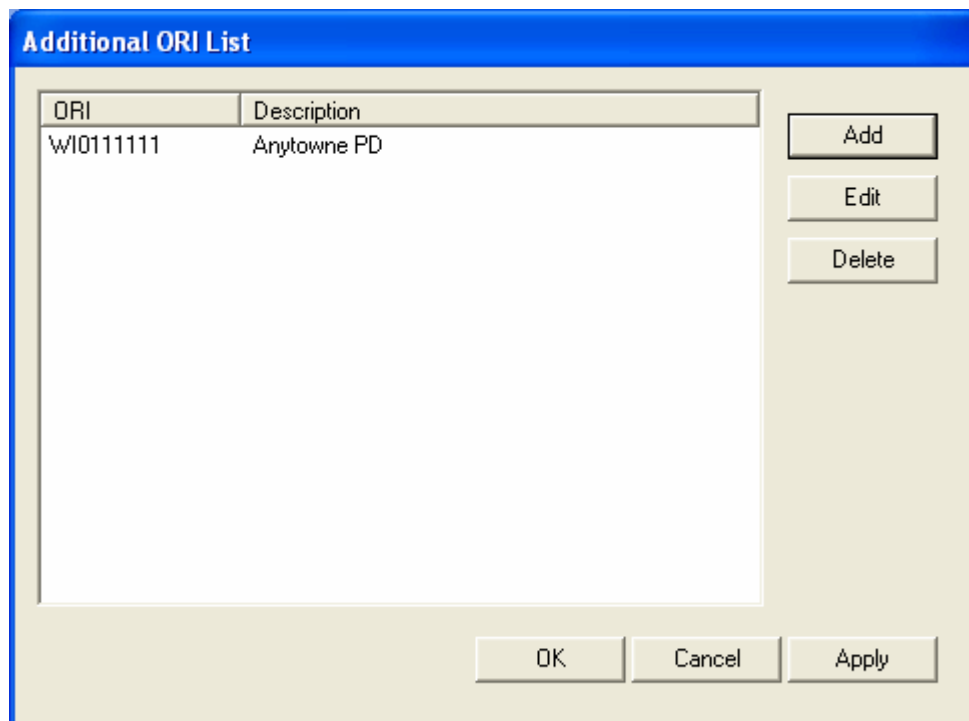 Additional ORI List
ORI Description
WI0111111 Anytowne PD
Add
Edit
Delete
OK Cancel Apply